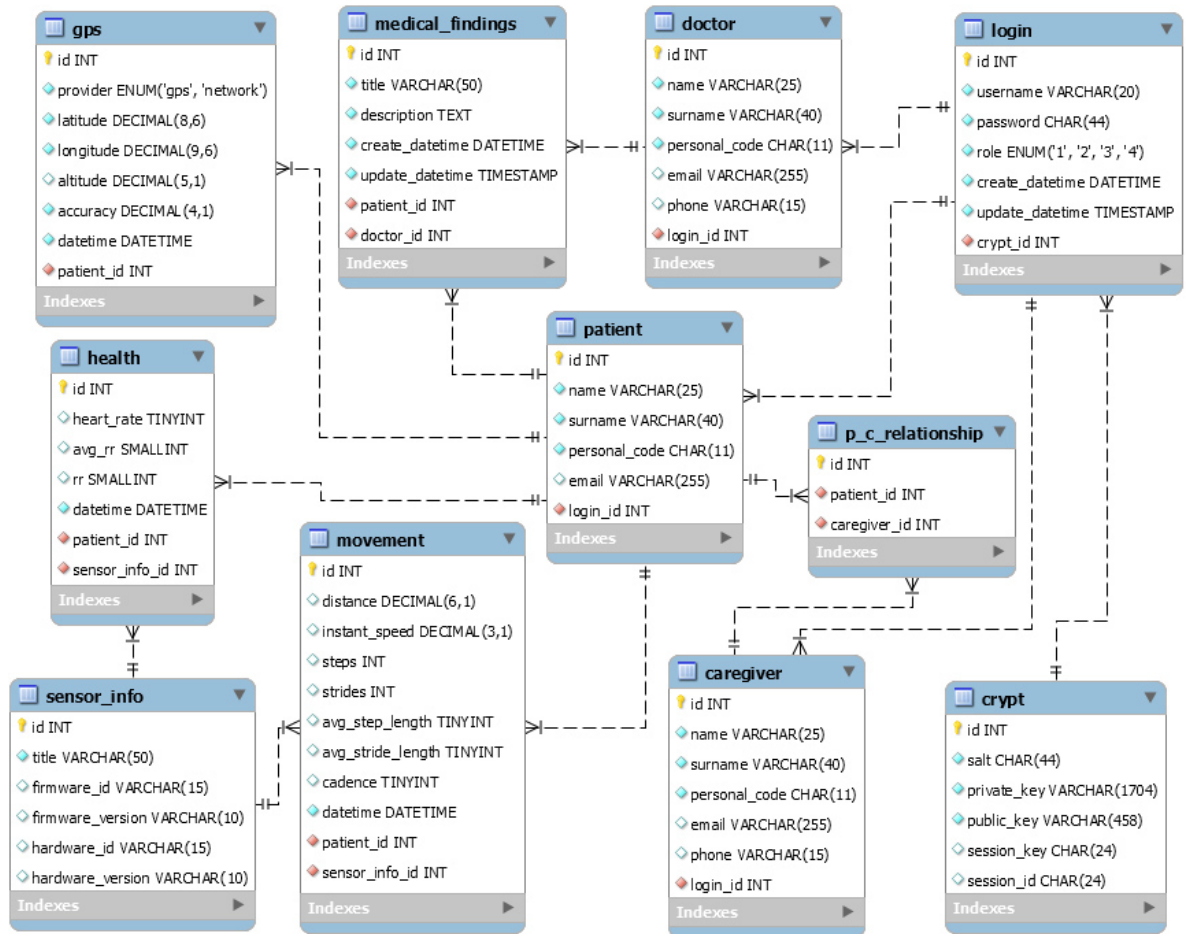 gps
id INT
provider ENUM('gps', 'network')
latitude DECIMAL(8,6)
longitude DECIMAL(9,6)
altitude DECIMAL(5,1)
accuracy DECIMAL(4,1)
datetime DATETIME
patient_id INT
Indexes
medical_findings
id INT
title VARCHAR(50)
description TEXT
create_datetime DATETIME
update_datetime TIMESTAMP
patient_id INT
doctor_id INT
Indexes
doctor
id INT
name VARCHAR(25)
surname VARCHAR(40)
personal_code CHAR(11)
email VARCHAR(255)
phone VARCHAR(15)
login_id INT
Indexes
login
id INT
username VARCHAR(20)
password CHAR(44)
role ENUM('1', '2', '3', '4')
create_datetime DATETIME
update_datetime TIMESTAMP
crypt_id INT
Indexes
health
id INT
heart_rate TINYINT
avg_rr SMALLINT
rr SMALLINT
datetime DATETIME
patient_id INT
sensor_info_id INT
Indexes
patient
id INT
name VARCHAR(25)
surname VARCHAR(40)
personal_code CHAR(11)
email VARCHAR(255)
login_id INT
Indexes
p_c_relationship
id INT
patient_id INT
caregiver_id INT
Indexes
movement
id INT
distance DECIMAL(6,1)
instant_speed DECIMAL(3,1)
steps INT
strides INT
avg_step_length TINYINT
avg_stride_length TINYINT
cadence TINYINT
datetime DATETIME
patient_id INT
sensor_info_id INT
Indexes
sensor_info
id INT
title VARCHAR(50)
firmware_id VARCHAR(15)
firmware_version VARCHAR(10)
hardware_id VARCHAR(15)
hardware_version VARCHAR(10)
Indexes
caregiver
id INT
name VARCHAR(25)
surname VARCHAR(40)
personal_code CHAR(11)
email VARCHAR(255)
phone VARCHAR(15)
login_id INT
Indexes
crypt
id INT
salt CHAR(44)
private_key VARCHAR(1704)
public_key VARCHAR(458)
session_key CHAR(24)
session_id CHAR(24)
Indexes